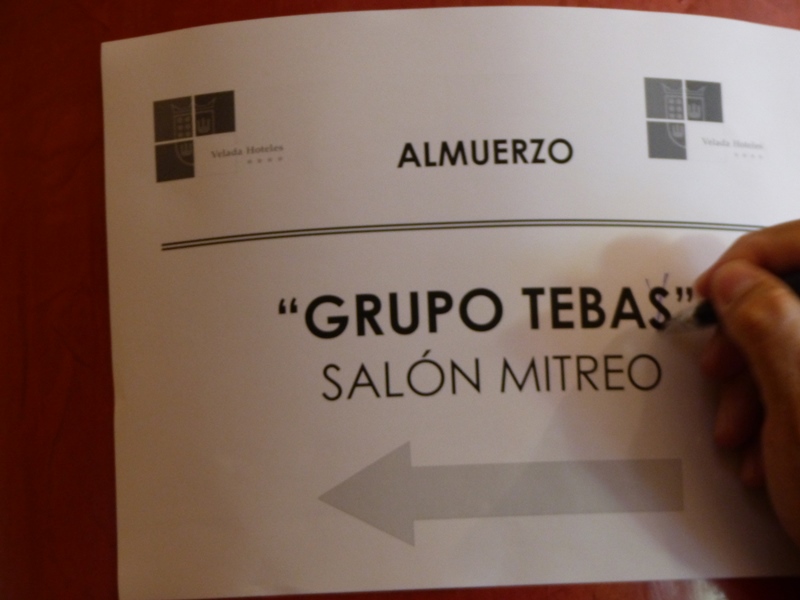 Velada Hoteles
ALMUERZO
Velada Hoteles
“GRUPO TEBAS”
SALÓN MITREO